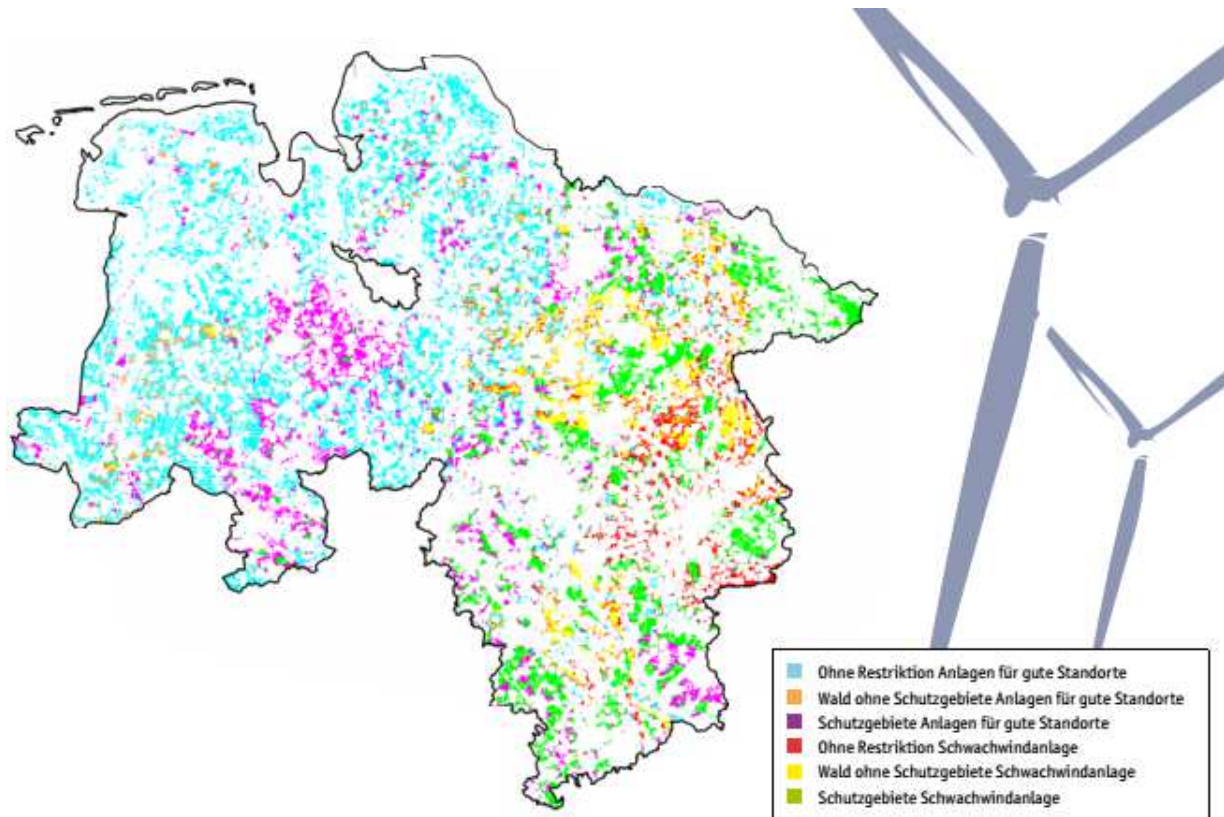 Ohne Restriktion Anlagen für gute Standorte
Wald ohne Schutzgebiete Anlagen für gute Standorte
Schutzgebiete Anlagen für gute Standorte
Ohne Restriktion Schwachwindanlage
Wald ohne Schutzgebiete Schwachwindanlage
Schutzgebiete Schwachwindanlage